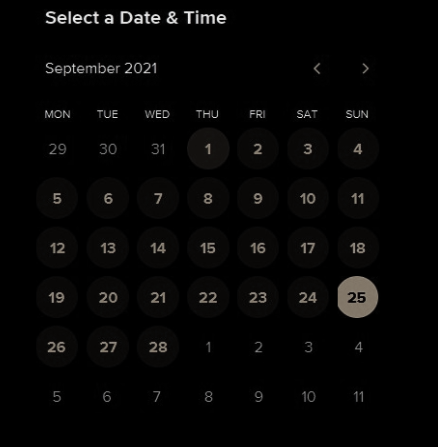 Select a Date & Time
September 2021
MON TUE WED THU FRI SAT SUN
29 30 31 1 2 3 4
5 6 7 8 9 10 11
12 13 14 15 16 17 18
19 20 21 22 23 24 25
26 27 28 1 2 3 4
5 6 7 8 9 10 11